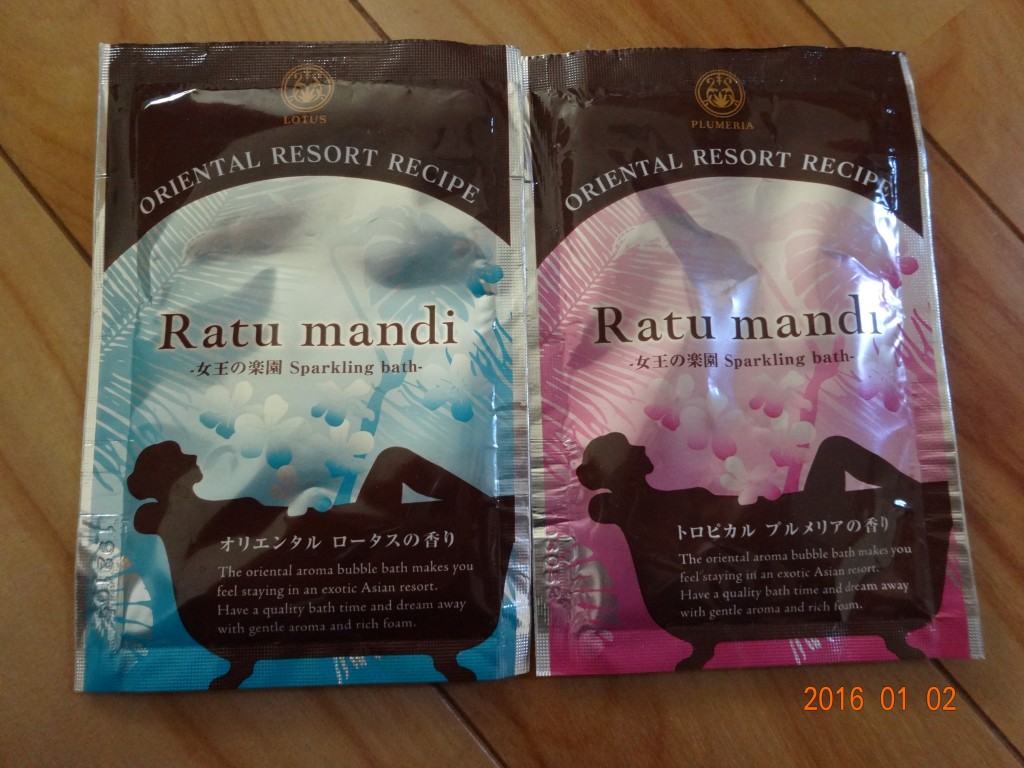 LOTUS
ORIENTAL RESORT RECIPE
Ratu mandi
-女王の楽園 Sparkling bath-
オリエンタル ロータスの香り
The oriental aroma bubble bath makes you
feel staying in an exotic Asian resort.
Have a quality bath time and dream away
with gentle aroma and rich foam.
PLUMERIA
ORIENTAL RESORT RECIPE
Ratu mandi
-女王の楽園 Sparkling bath-
トロピカル プルメリアの香り
The oriental aroma bubble bath makes you
feel staying in an exotic Asian resort.
Have a quality bath time and dream away
with gentle aroma and rich foam.
2016 01 02